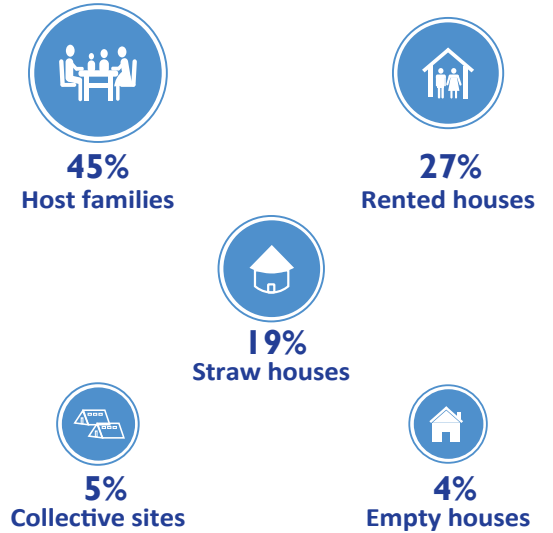 45%
Host families
27%
Rented houses
19%
Straw houses
5%
Collective sites
4%
Empty houses